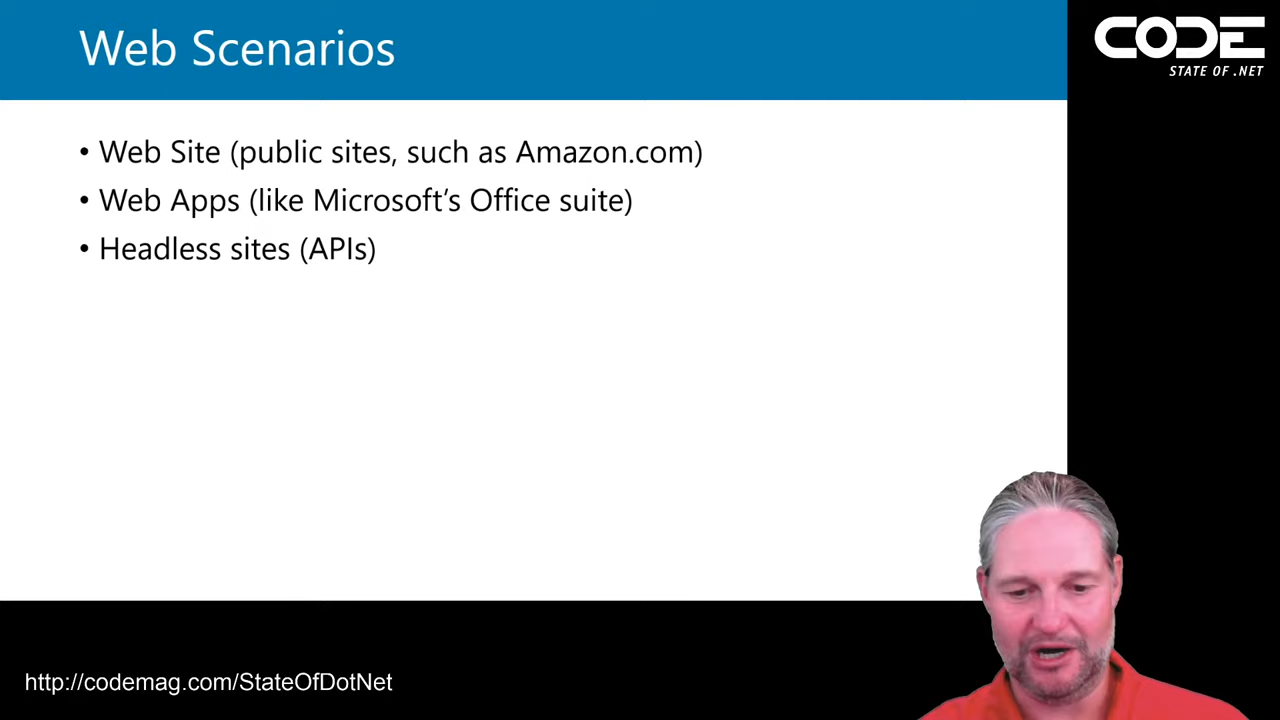 Web Scenarios
CODE
STATE OF .NET
• Web Site (public sites, such as Amazon.com)
• Web Apps (like Microsoft’s Office suite)
• Headless sites (APIs)
http://codemag.com/StateOfDotNet